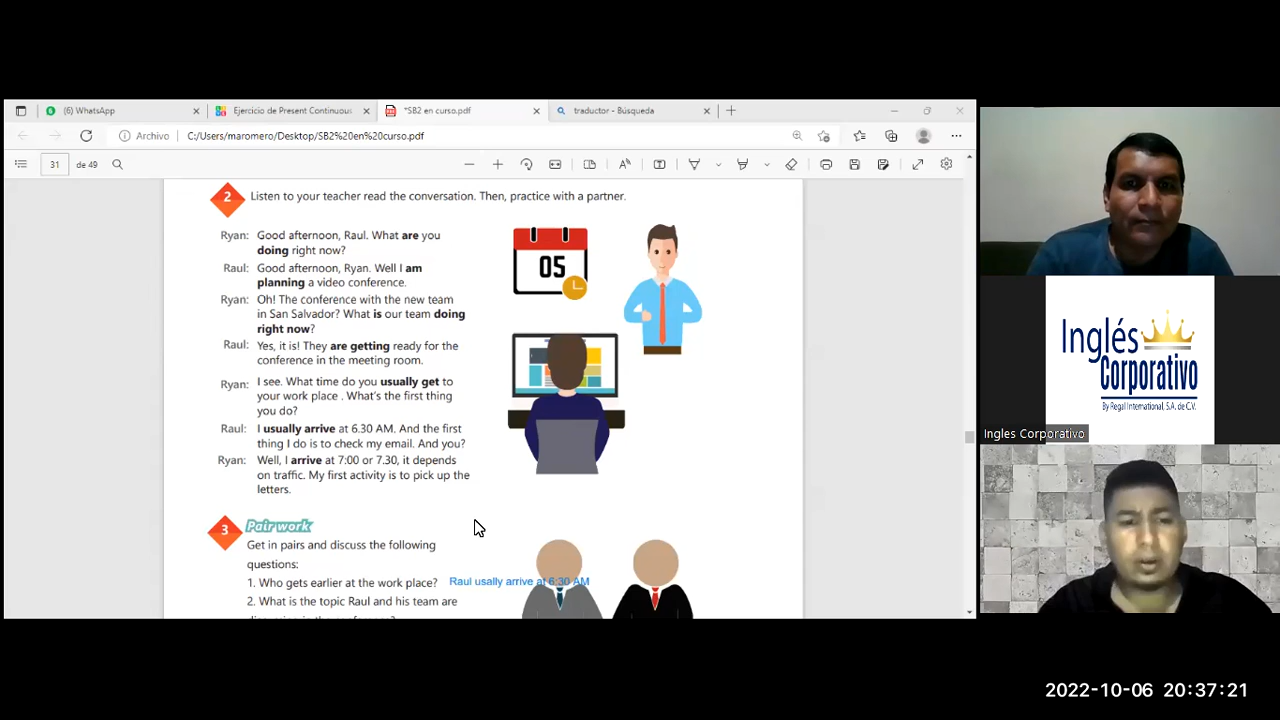 (6) WhatsApp
Ejercicio de Present Continuous
*SB2 en curso.pdf
traductor - Búsqueda
Archivo
C:/Users/maromero/Desktop/SB2%20en%20curso.pdf
31
de 49
2
Listen to your teacher read the conversation. Then, practice with a partner.
Ryan: Good afternoon, Raul. What are you
doing right now?
Raul: Good afternoon, Ryan. Well I am
planning a video conference.
Ryan: Oh! The conference with the new team
in San Salvador? What is our team doing
right now?
Raul: Yes, it is! They are getting ready for the
conference in the meeting room.
Ryan: I see. What time do you usually get to
your work place . What's the first thing
you do?
Raul: I usually arrive at 6.30 AM. And the first
thing I do is to check my email. And you?
Ryan: Well, I arrive at 7:00 or 7.30, it depends
on traffic. My first activity is to pick up the
letters.
05
3
Pair work
Get in pairs and discuss the following
questions:
1. Who gets earlier at the work place?
Raul usally arrive at 6:30 AM
2. What is the topic Raul and his team are
Inglés
Corporativo
By Regal International, S.A. de C.V.
Ingles Corporativo
2022-10-06 20:37:21